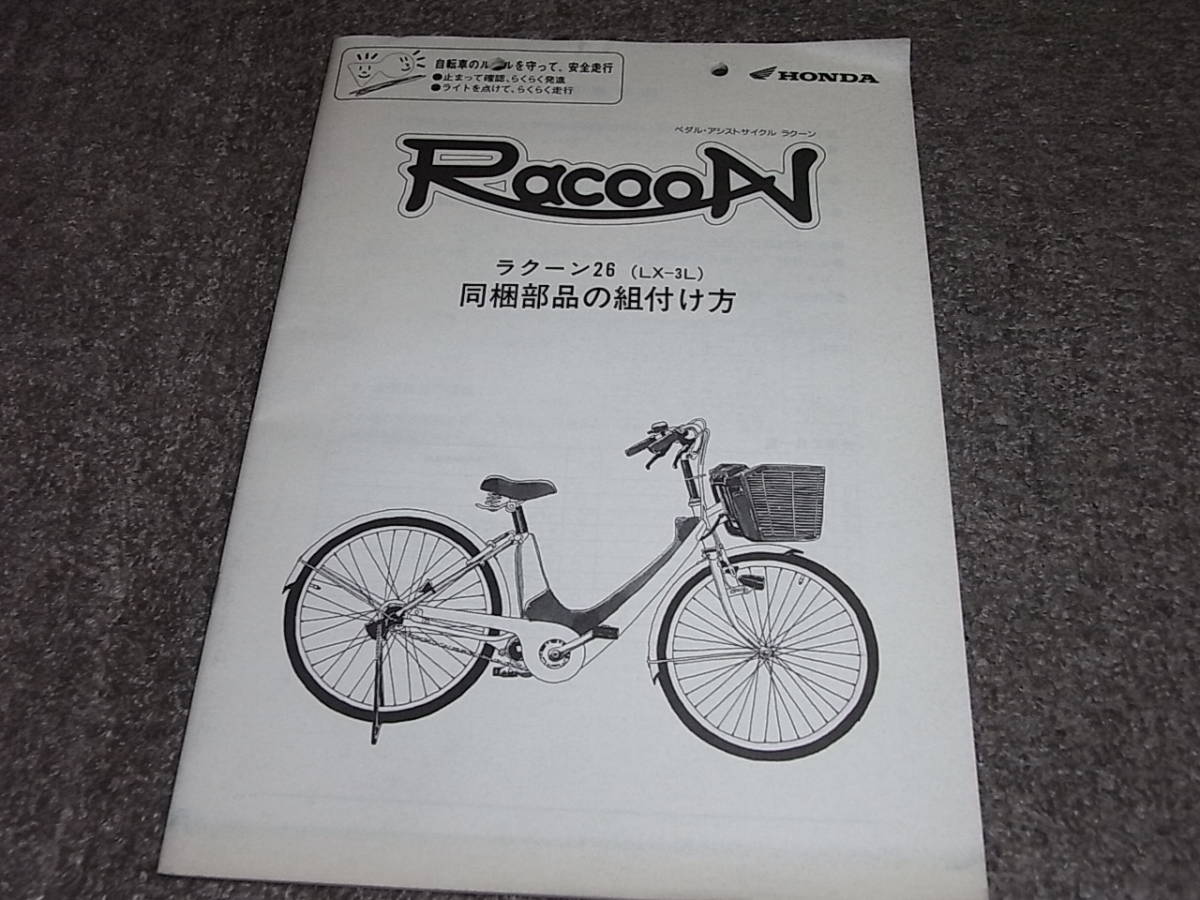 自転車のルールを守って、安全走行
●止まって確認、らくらく発進
●ライトを点けて、らくらく走行
HONDA
ペダル・アシストサイクル ラクーン
RacooN
ラクーン26 (LX-3L)
同梱部品の組付け方